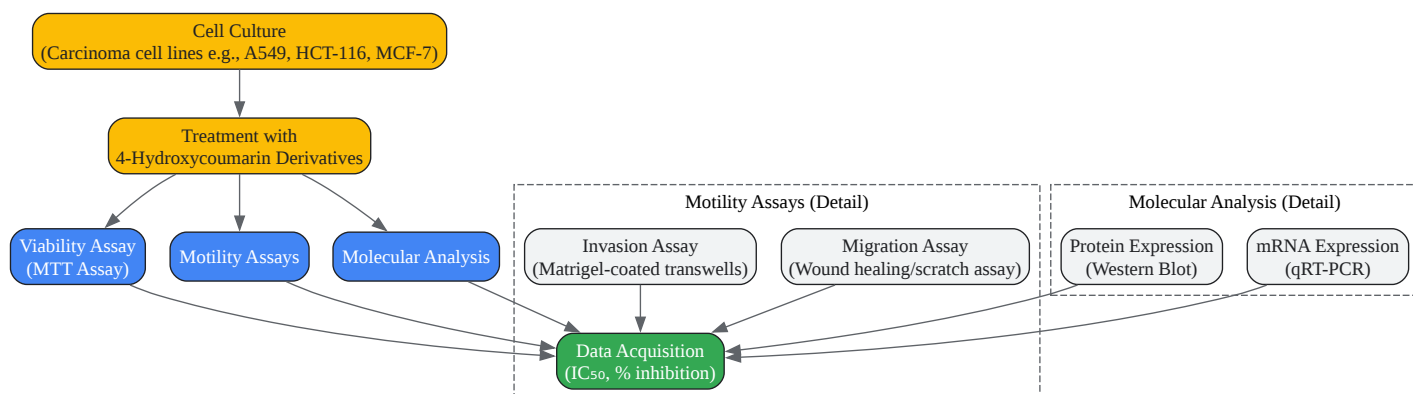 Cell Culture
(Carcinoma cell lines e.g., A549, HCT-116, MCF-7)
Treatment with
4-Hydroxycoumarin Derivatives
Motility Assays (Detail)
Molecular Analysis (Detail)
Viability Assay
(MTT Assay)
Motility Assays
Molecular Analysis
Invasion Assay
(Matrigel-coated transwells)
Migration Assay
(Wound healing/scratch assay)
Protein Expression
(Western Blot)
mRNA Expression
(qRT-PCR)
Data Acquisition
(IC₅₀, % inhibition)